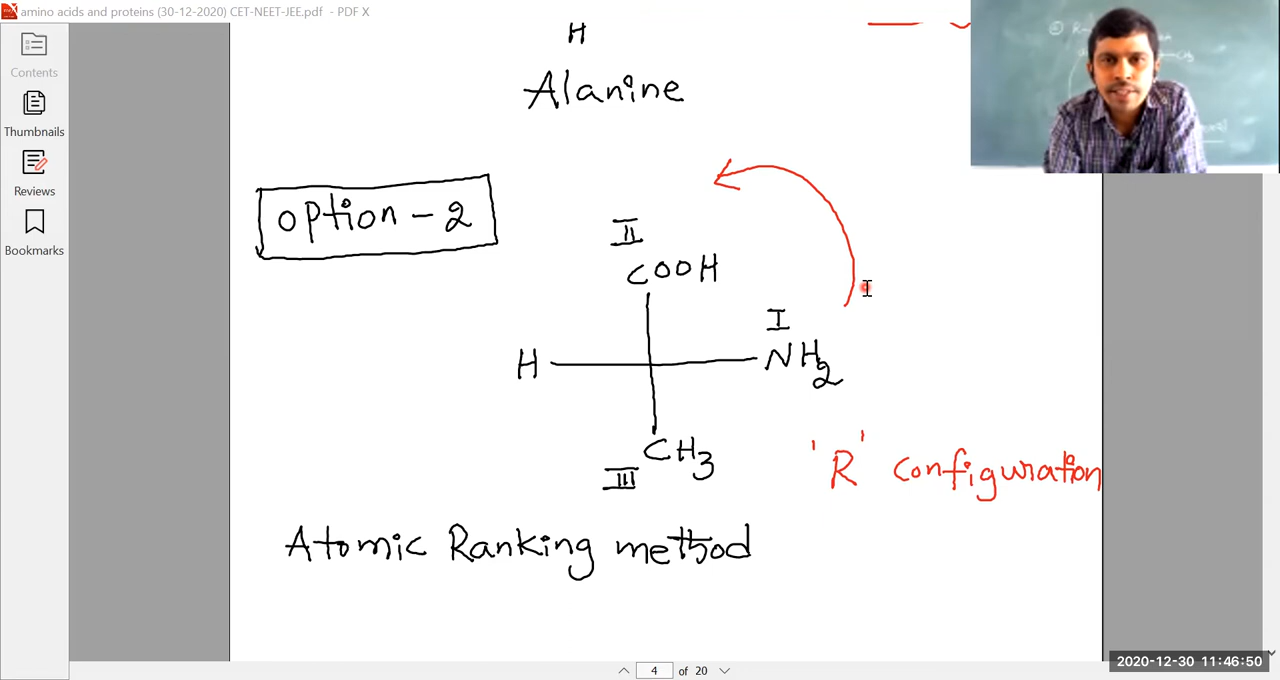 amino acids and proteins (30-12-2020) CET-NEET-JEE.pdf - PDF X
Contents
Thumbnails
Reviews
Bookmarks
H
Alanine
option - 2
II
COOH
I
H
NH2
CH3
III
'R' configuration
Atomic Ranking method
4 of 20
2020-12-30 11:46:50